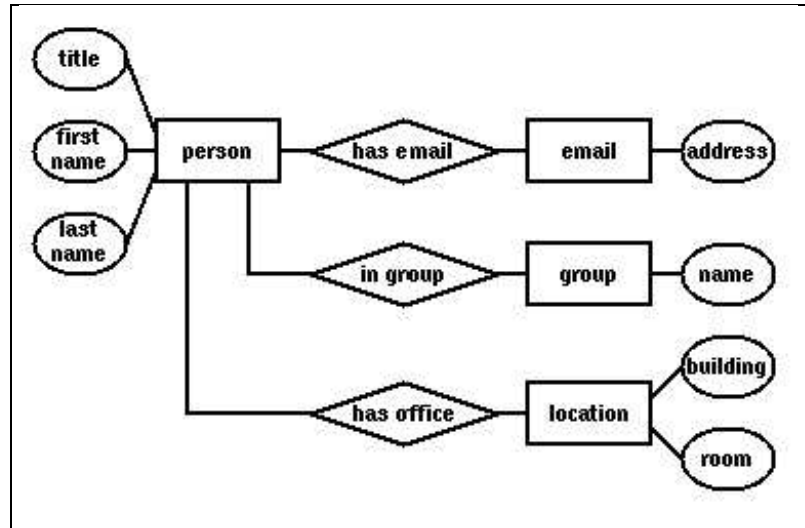 title
first
name
person
has email
email
address
last
name
in group
group
name
building
has office
location
room